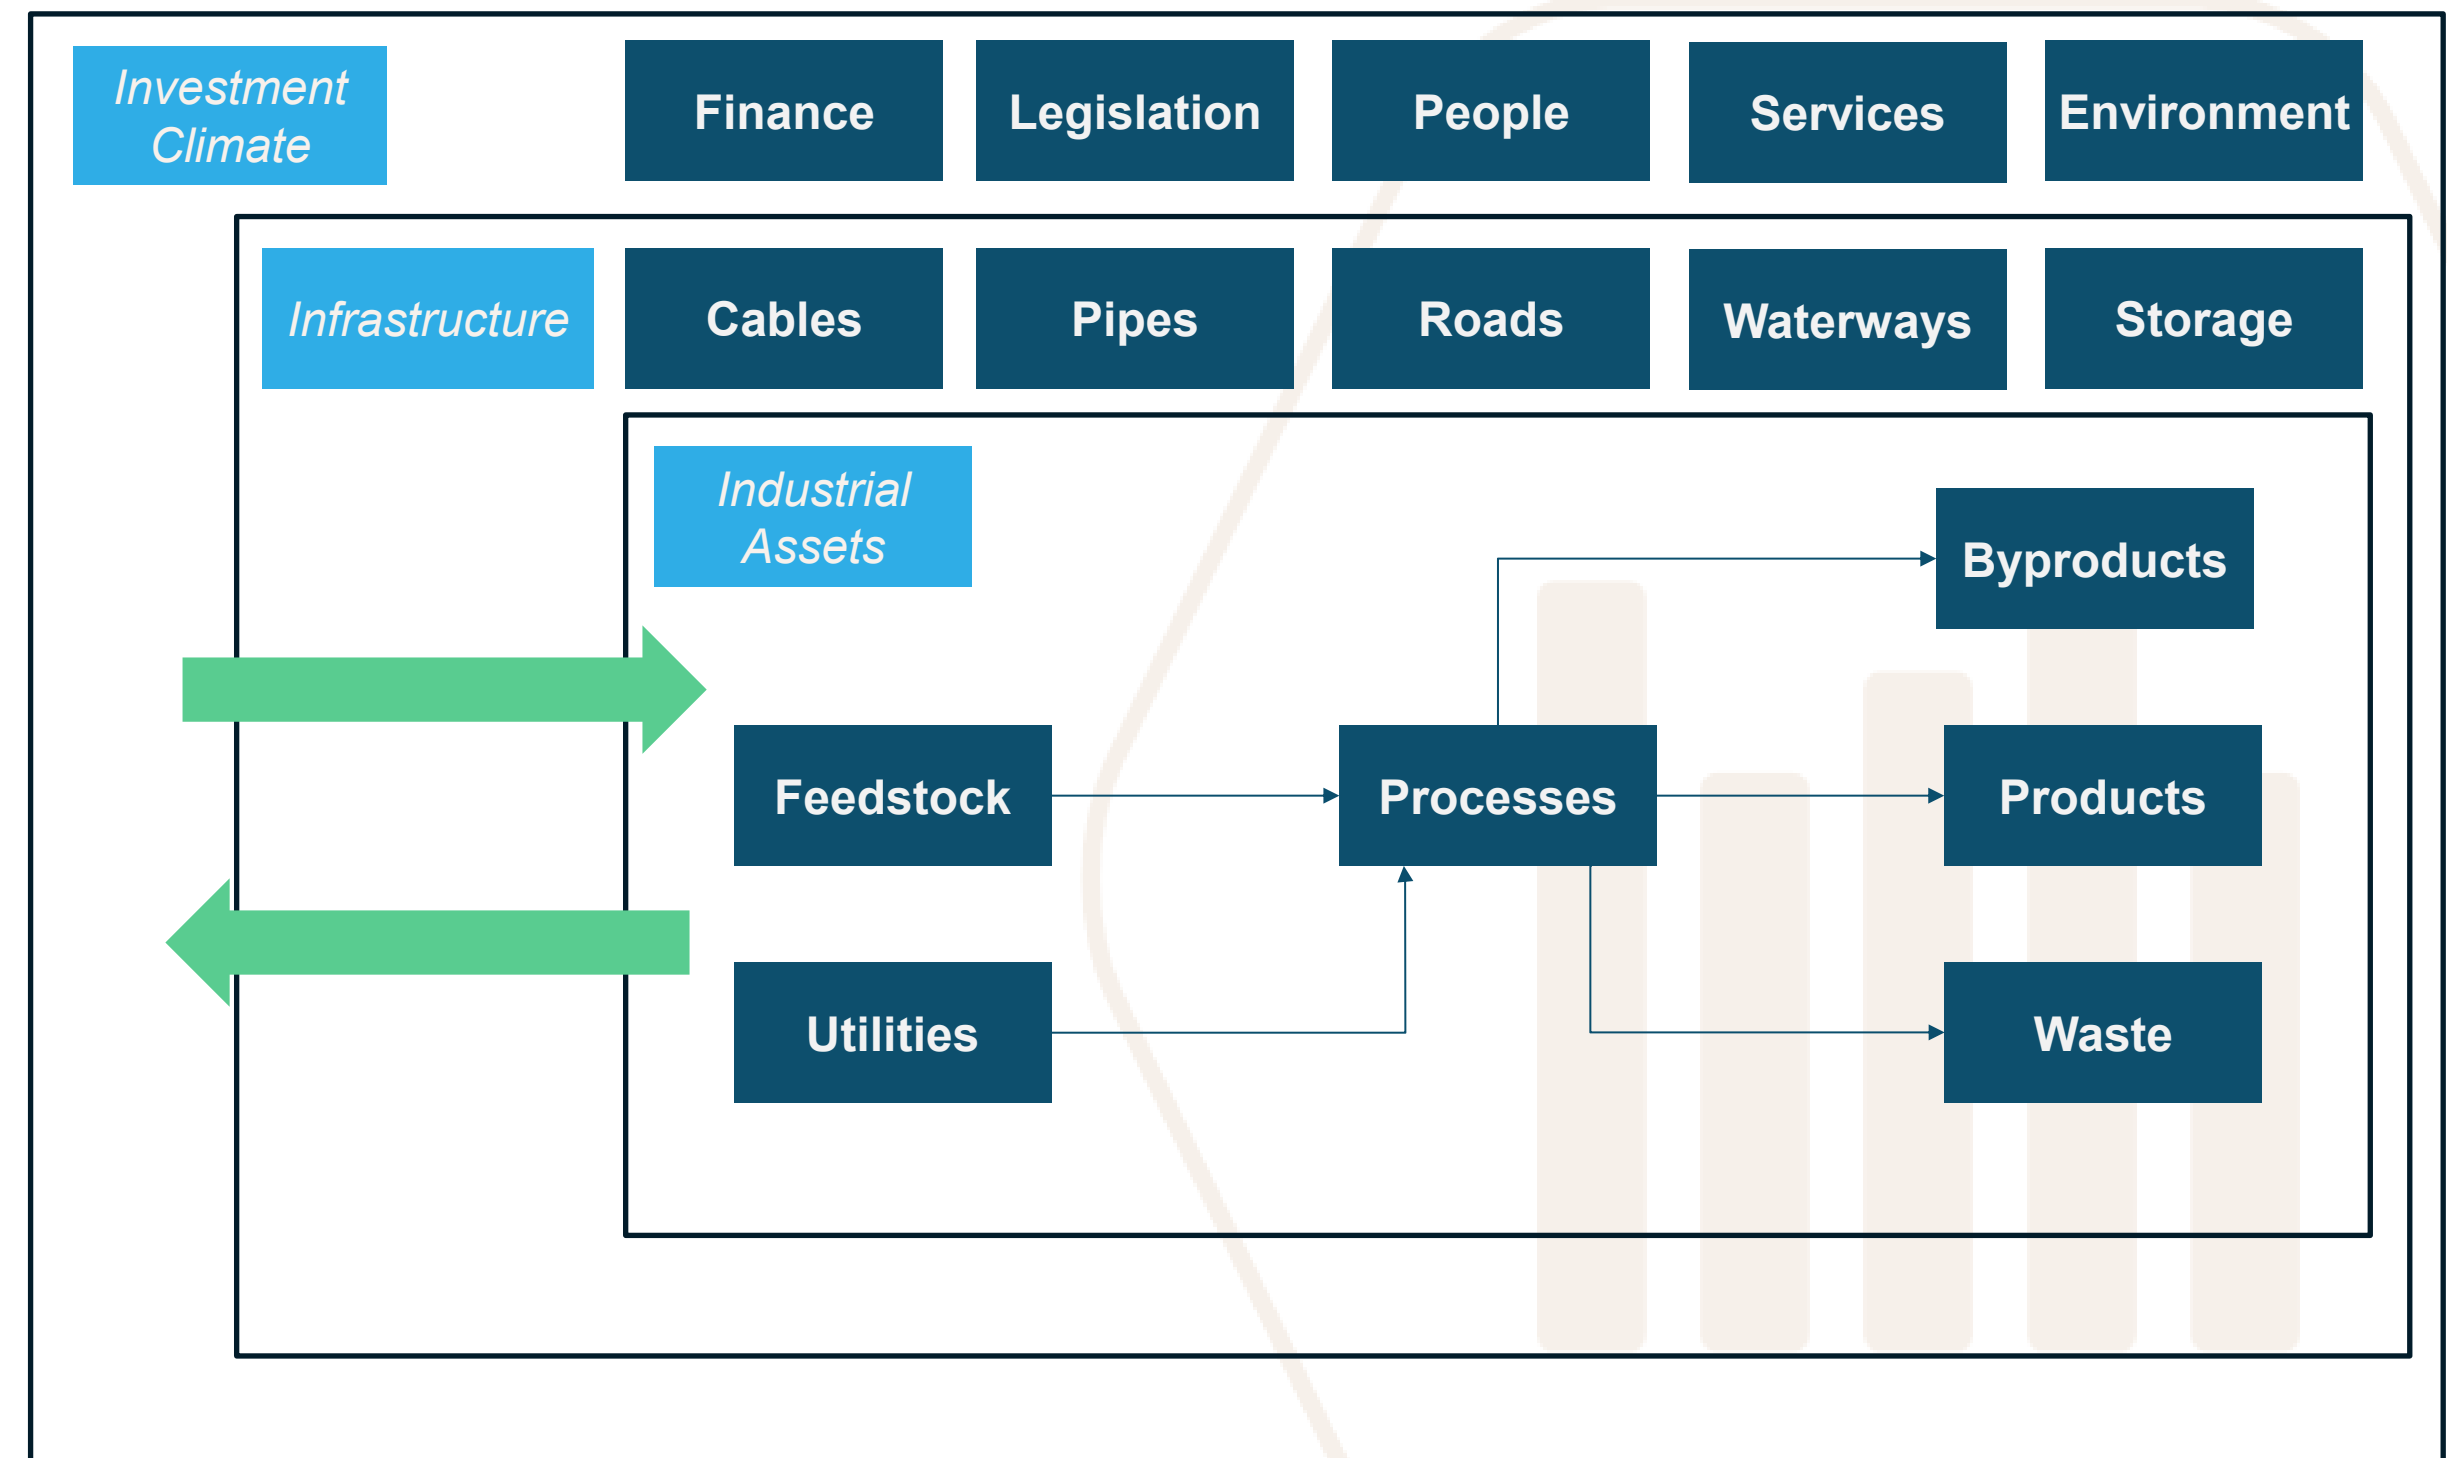 Investment
Climate
Finance
Legislation
People
Services
Environment
Infrastructure
Cables
Pipes
Roads
Waterways
Storage
Industrial
Assets
Byproducts
Feedstock
Processes
Products
Utilities
Waste